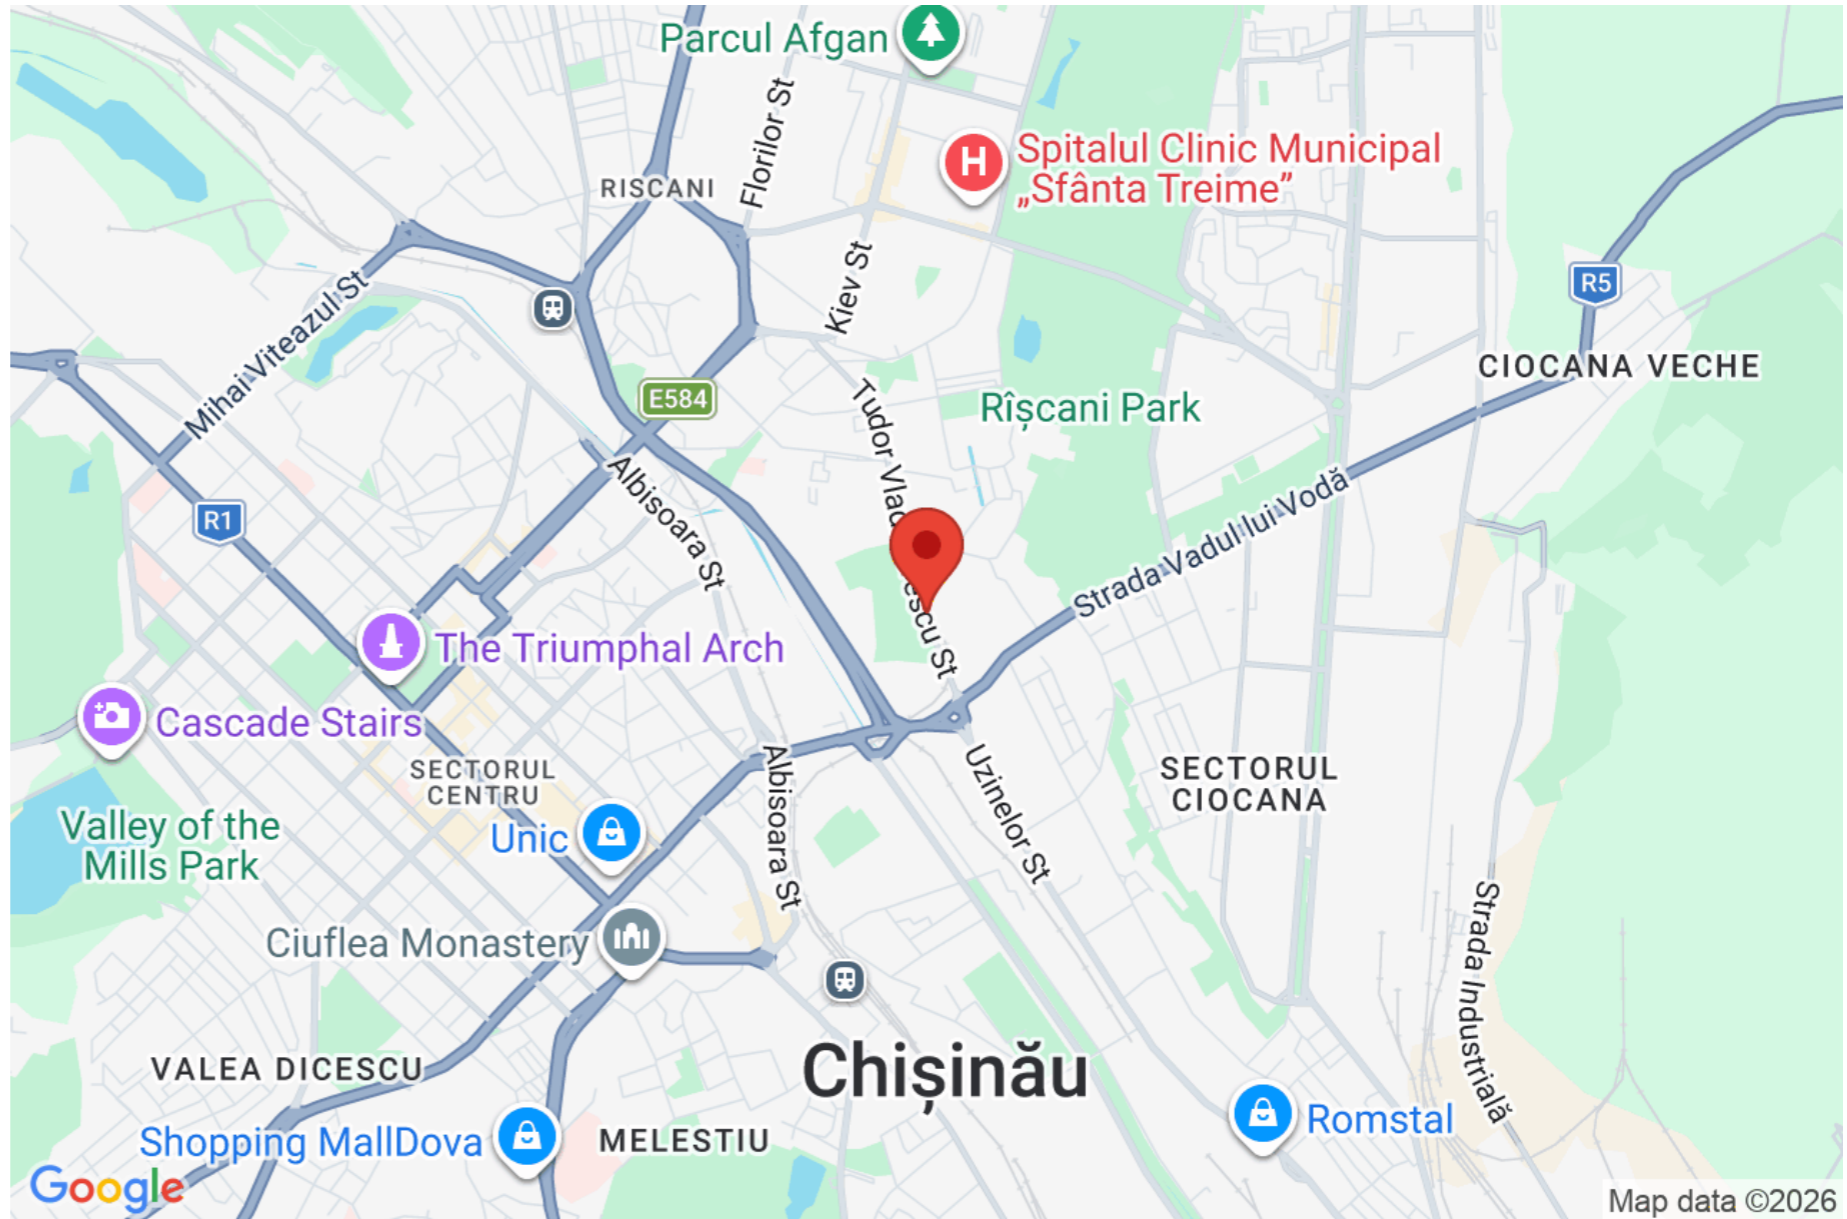 Parcul Afgan
Florilor St
Spitalul Clinic Municipal
„Sfânta Treime”
RISCANI
Kiev St
Mihai Viteazul St
R5
CIOCANA VECHE
E584
Tudor Vlad
escu St
Rîșcani Park
Albisoara St
R1
Strada Vadul lui Vodă
The Triumphal Arch
Cascade Stairs
SECTORUL
CENTRU
Albisoara St
Uzinelor St
SECTORUL
CIOCANA
Valley of the
Mills Park
Unic
Ciuflea Monastery
Strada Industrială
VALEA DICESCU
Chișinău
Shopping MallDova
MELESTIU
Romstal
Google
Map data ©2026